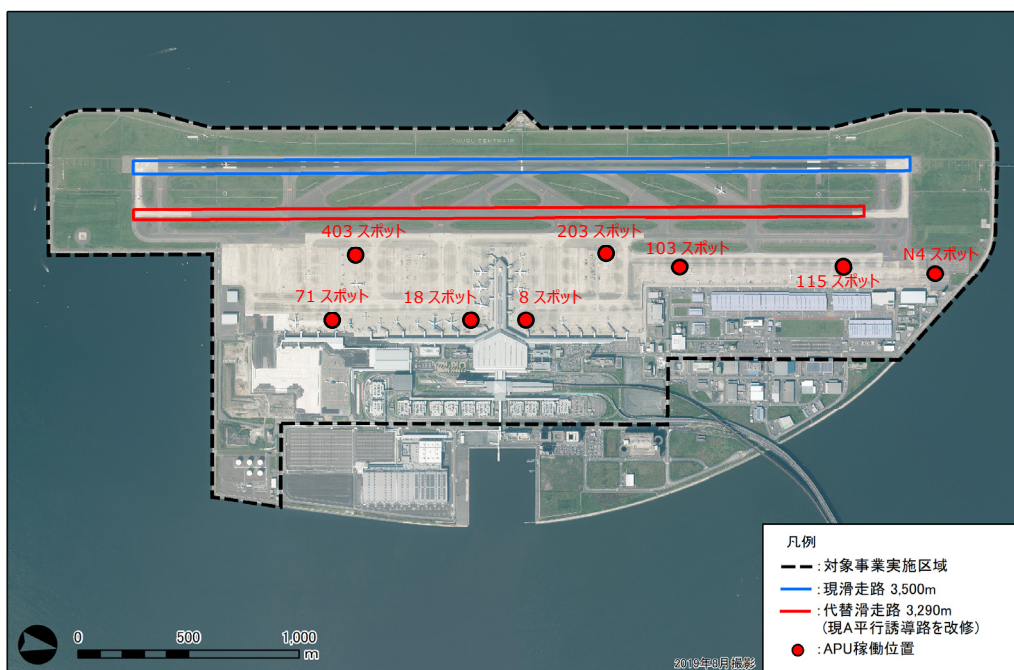 CHUBU CENTRAIR
403 スポット
203 スポット
103 スポット
N4 スポット
115 スポット
71 スポット
18 スポット
8 スポット
凡例
:対象事業実施区域
:現滑走路 3,500m
:代替滑走路 3,290m
(現A平行誘導路を改修)
:APU稼働位置
0 500 1,000
m
2019年9月撮影